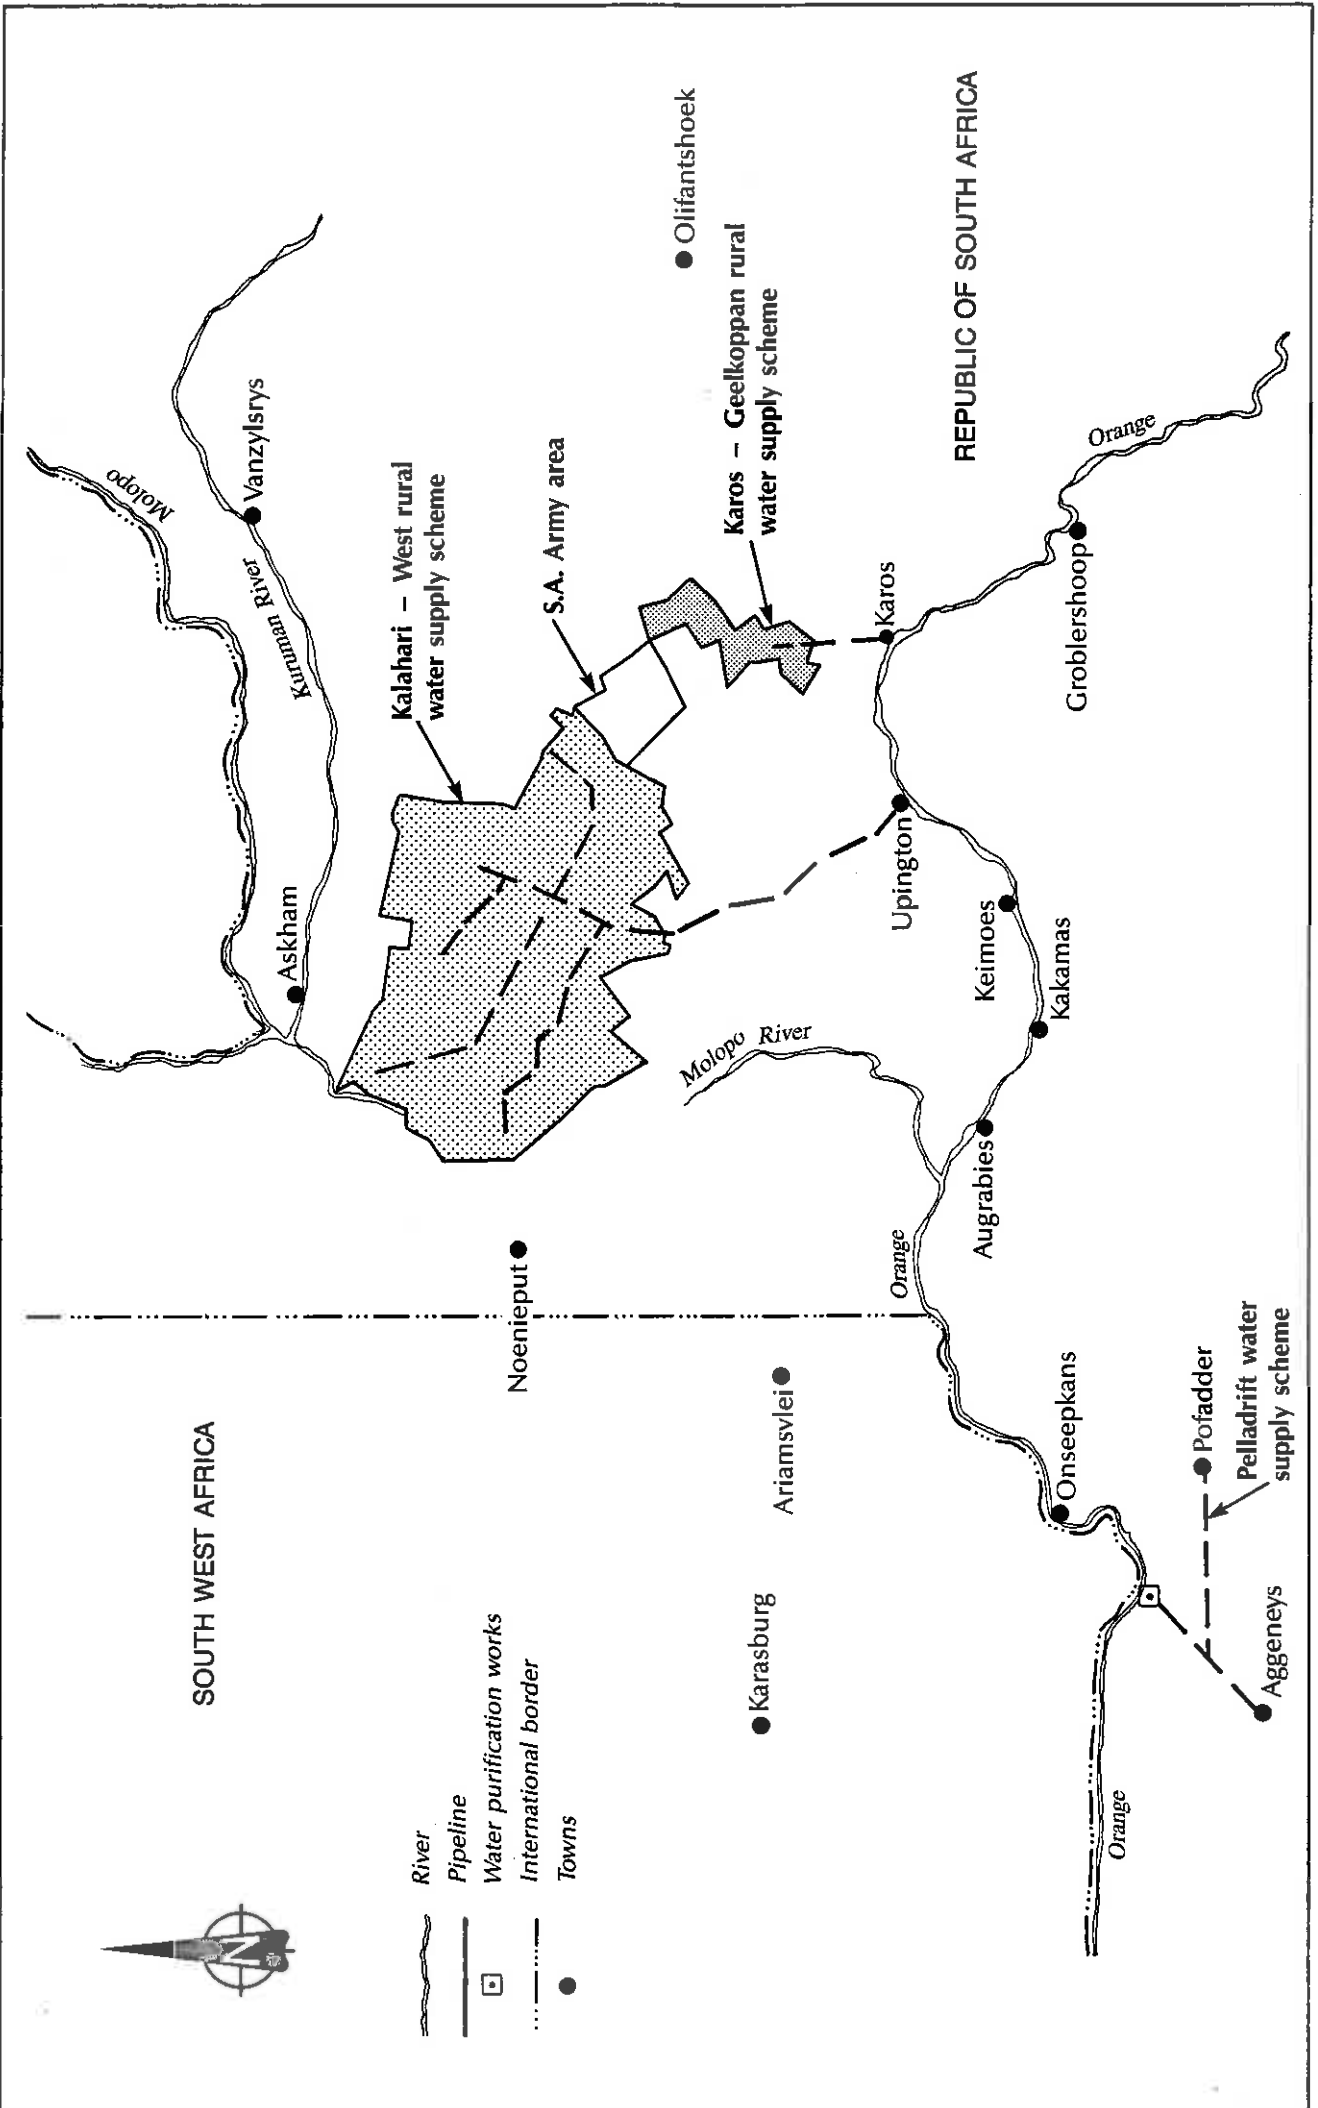 SOUTH WEST AFRICA
Molopo
Vanzylsrys
Kuruman River
Askham
Kalahari – West rural
water supply scheme
S.A. Army area
Olifantshoek
Karos – Geelkoppan rural
water supply scheme
REPUBLIC OF SOUTH AFRICA
Noenieput
Ariamsvlei
Karasburg
Molopo River
Karos
Upington
Orange
Groblershoop
Keimoes
Kakamas
Augrabies
Orange
Onseepkans
Pofadder
Pelladrift water
supply scheme
Aggeneys
Orange
N
River
Pipeline
Water purification works
International border
Towns